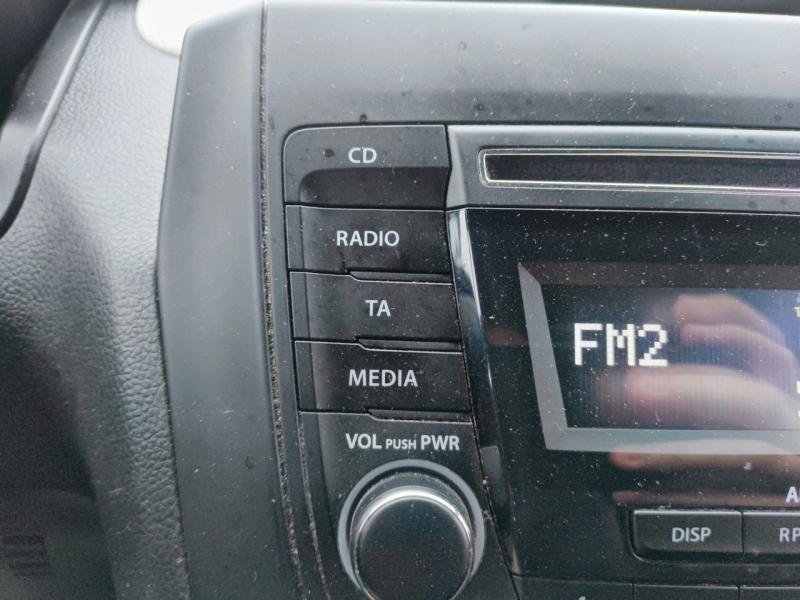 CD
RADIO
TA
MEDIA
VOL PUSH PWR
FM2
DISP